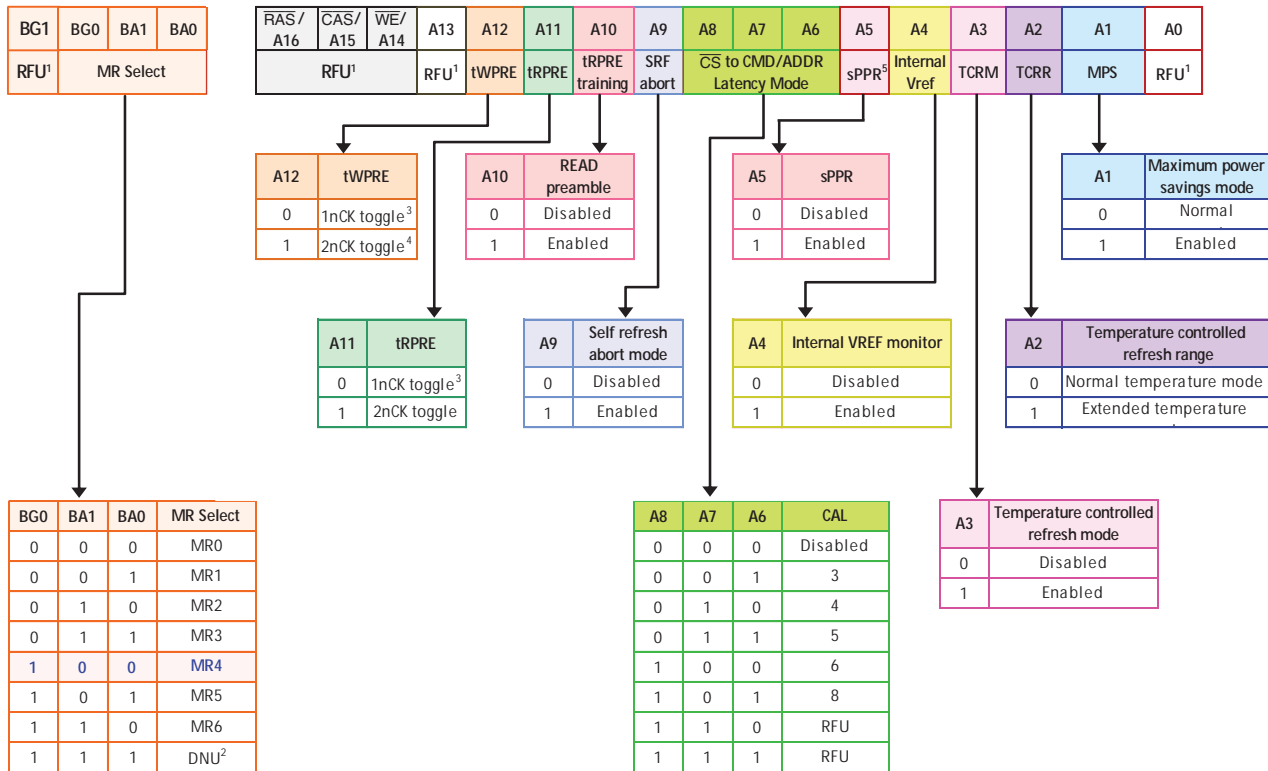 BG1 BG0 BA1 BA0
RFU¹ MR Select
RAS/ A16 CAS/ A15 WE/ A14 A13 A12 A11 A10 A9 A8 A7 A6 A5 A4 A3 A2 A1 A0
RFU¹ RFU¹ tWPRE tRPRE tRPRE training SRF abort CS to CMD/ADDR Latency Mode sPPR⁵ Internal Vref TCRM TCRR MPS RFU¹
A12 tWPRE
0 1nCK toggle³
1 2nCK toggle⁴
A10 READ preamble
0 Disabled
1 Enabled
A5 sPPR
0 Disabled
1 Enabled
A1 Maximum power savings mode
0 Normal
1 Enabled
A11 tRPRE
0 1nCK toggle³
1 2nCK toggle
A9 Self refresh abort mode
0 Disabled
1 Enabled
A4 Internal VREF monitor
0 Disabled
1 Enabled
A2 Temperature controlled refresh range
0 Normal temperature mode
1 Extended temperature
BG0 BA1 BA0 MR Select
0 0 0 MR0
0 0 1 MR1
0 1 0 MR2
0 1 1 MR3
1 0 0 MR4
1 0 1 MR5
1 1 0 MR6
1 1 1 DNU²
A8 A7 A6 CAL
0 0 0 Disabled
0 0 1 3
0 1 0 4
0 1 1 5
1 0 0 6
1 0 1 8
1 1 0 RFU
1 1 1 RFU
A3 Temperature controlled refresh mode
0 Disabled
1 Enabled